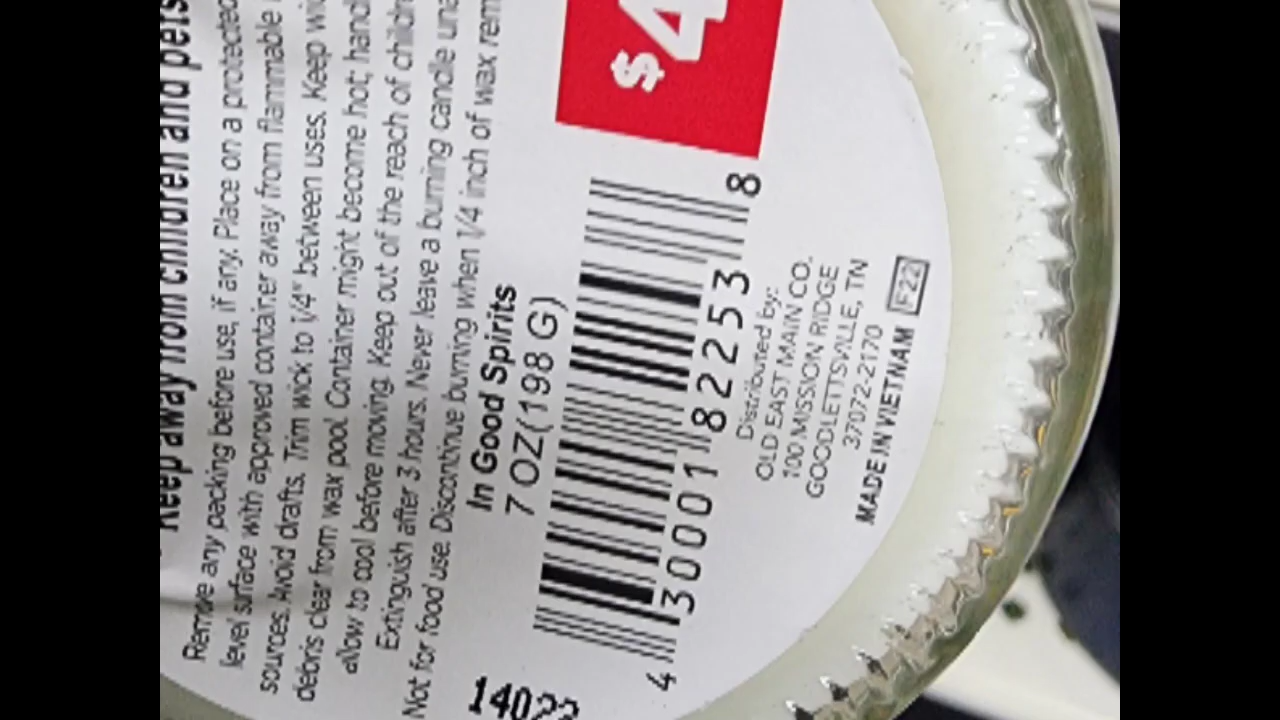 Keep away from children and pets
Remove any packing before use, if any. Place on a protected
level surface with approved container away from flammable
sources. Avoid drafts. Trim wick to 1/4" between uses. Keep
debris clear from wax pool. Container might become hot;
allow to cool before moving. Keep out of the reach of
Extinguish after 3 hours. Never leave a burning candle
Not for food use. Discontinue burning when 1/4 inch of wax
In Good Spirits
7 OZ(198 G)
$4
4 30001 82253 8
Distributed by:
OLD EAST MAIN CO.
100 MISSION RIDGE
GOODLETTSVILLE, TN
37072-2170
MADE IN VIETNAM F22
14022